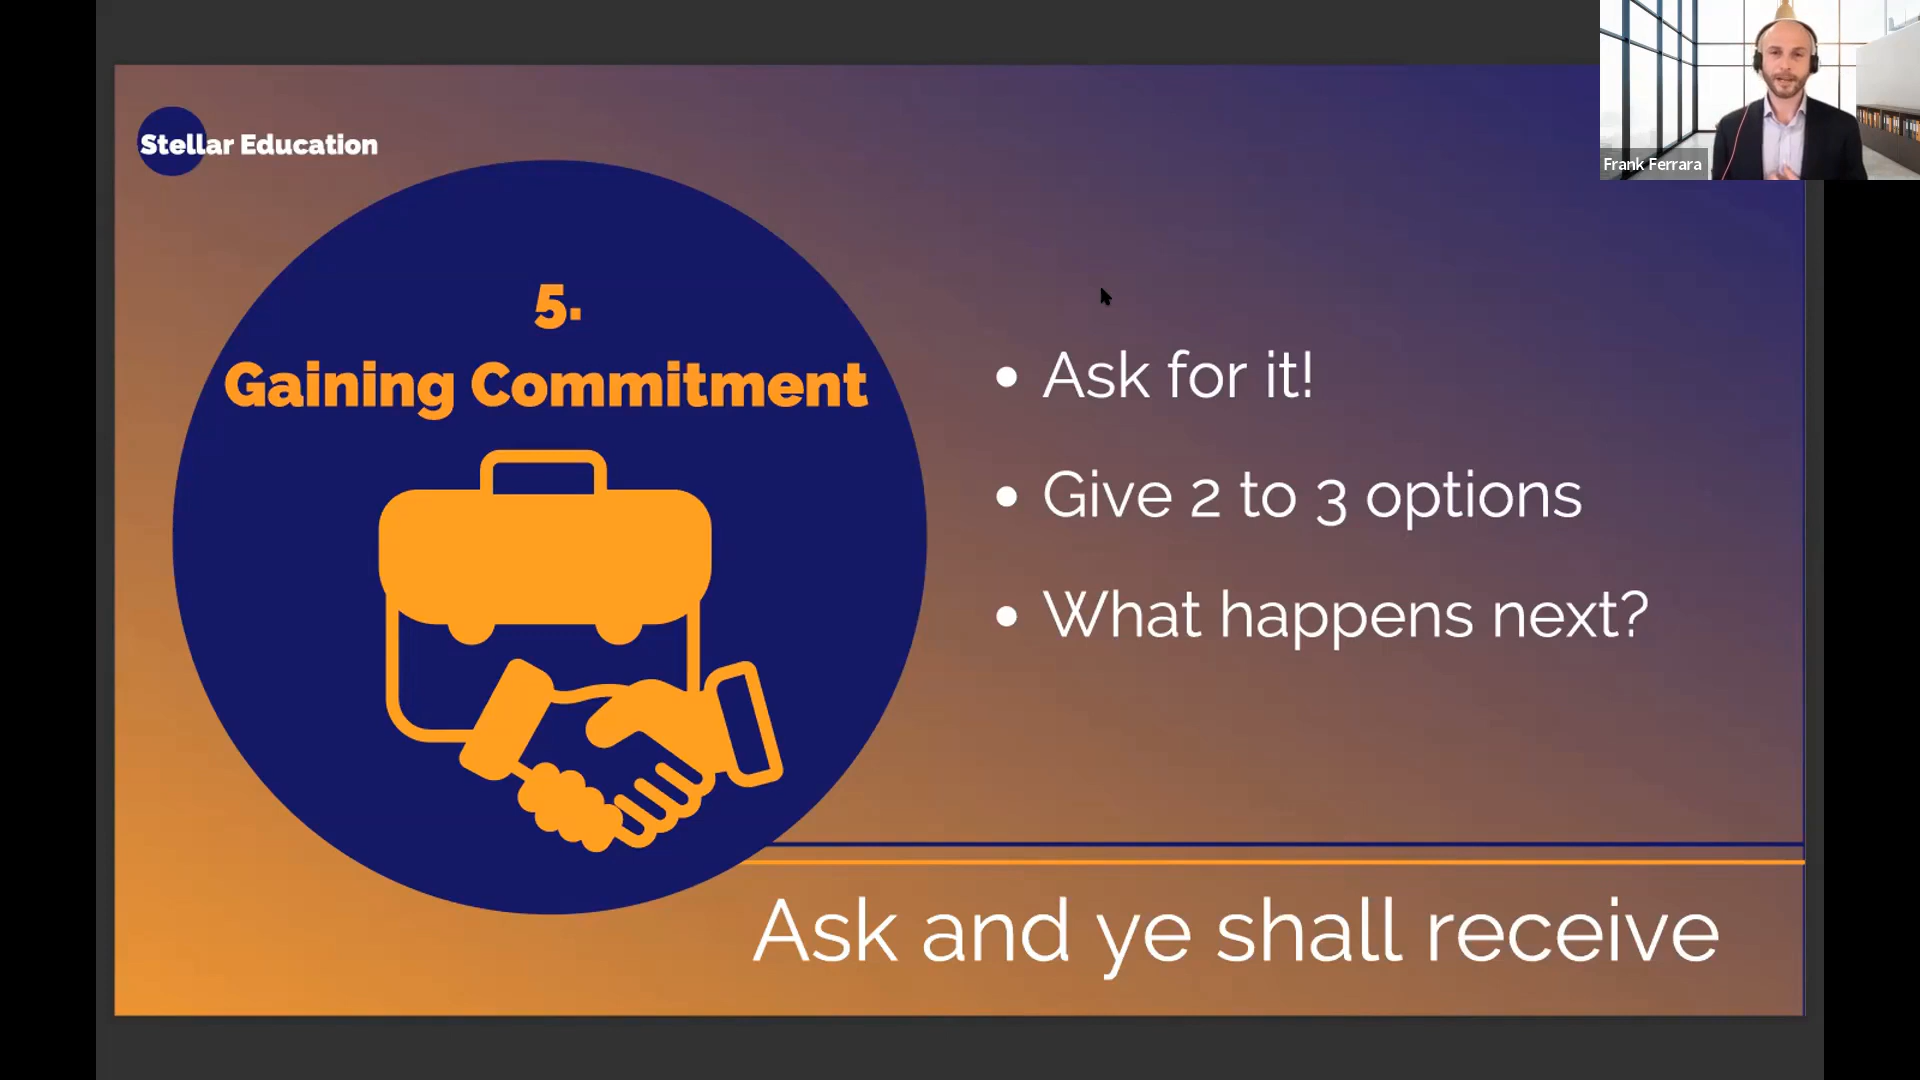 Stellar Education
5.
Gaining Commitment
• Ask for it!
• Give 2 to 3 options
• What happens next?
Ask and ye shall receive
Frank Ferrara